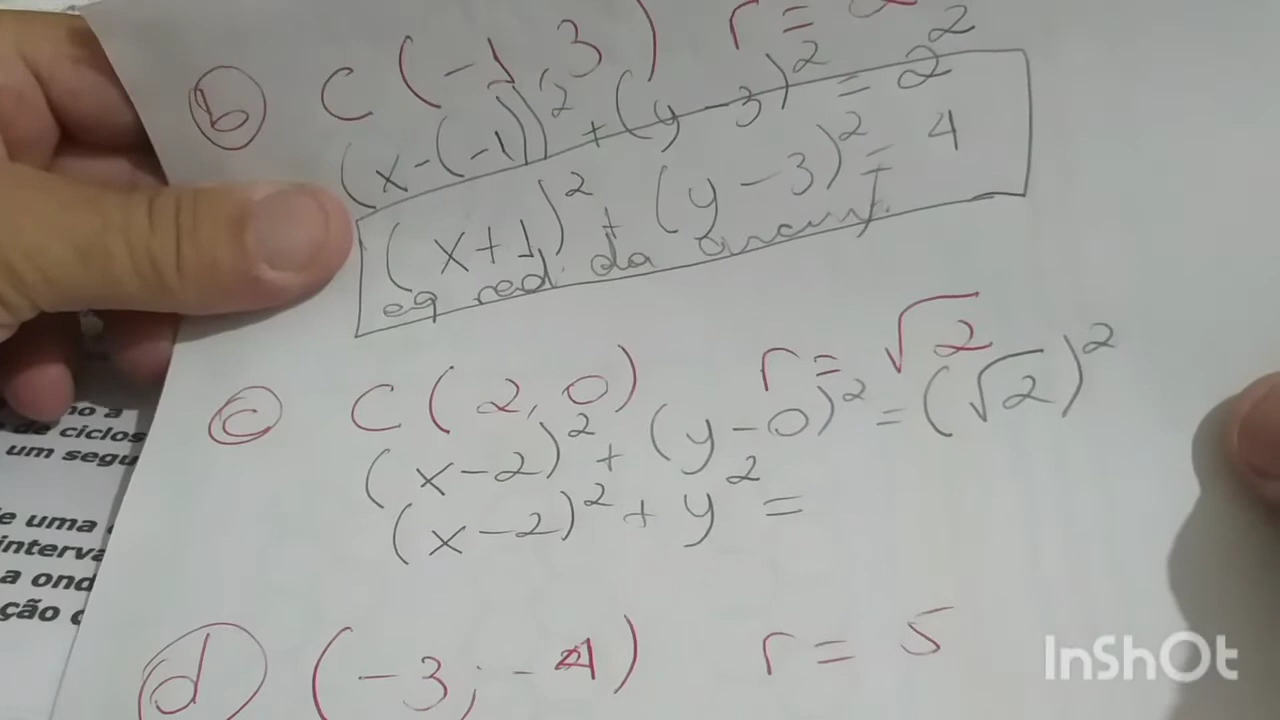 b C (-1, 3) r =
(x-(-1))² + (y-3)² = 2²
(x+1)² + (y-3)² = 4
eq red. da circunf.
c C (2, 0) r = √2
(x-2)² + (y-0)² = (√2)²
(x-2)² + y² =
d (-3; -4) r = 5
no a
de ciclos
um segu
e uma
interva
a ond
ção
InShOt